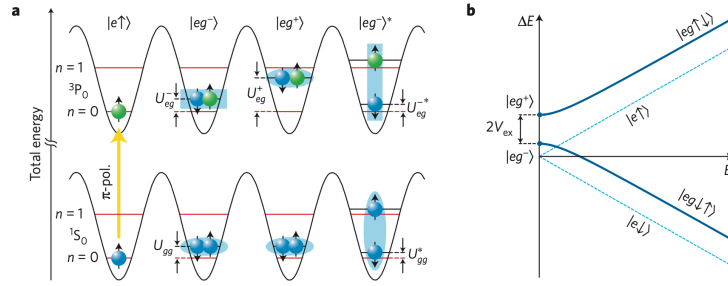 a
|e↑⟩
|eg⁻⟩
|eg⁺⟩
|eg⁻⟩*
Total energy
n = 1
³P₀
n = 0
U⁻eg
U⁺eg
U⁻*eg
π-pol.
n = 1
¹S₀
n = 0
Ugg
U*gg
b
ΔE
|eg↑↓⟩
|eg⁺⟩
2Vex
|e↑⟩
|eg⁻⟩
|eg↓↑⟩
|e↓⟩